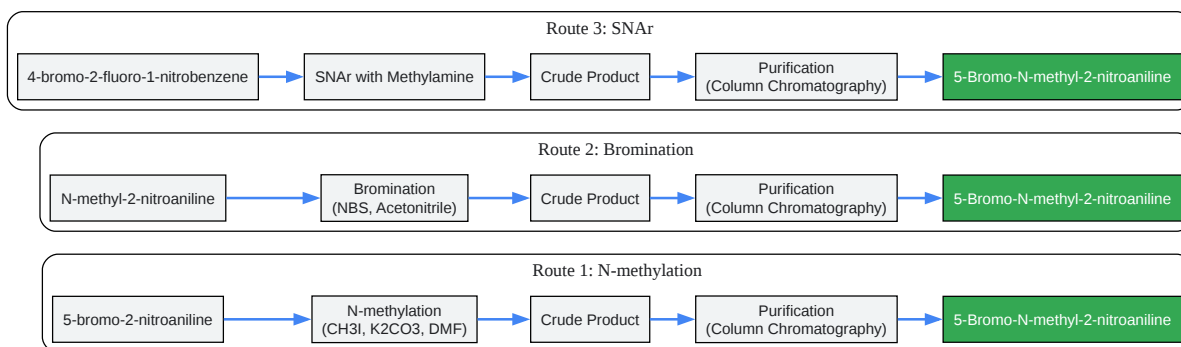 Route 3: SNAr
4-bromo-2-fluoro-1-nitrobenzene
SNAr with Methylamine
Crude Product
Purification
(Column Chromatography)
5-Bromo-N-methyl-2-nitroaniline
Route 2: Bromination
N-methyl-2-nitroaniline
Bromination
(NBS, Acetonitrile)
Crude Product
Purification
(Column Chromatography)
5-Bromo-N-methyl-2-nitroaniline
Route 1: N-methylation
5-bromo-2-nitroaniline
N-methylation
(CH3I, K2CO3, DMF)
Crude Product
Purification
(Column Chromatography)
5-Bromo-N-methyl-2-nitroaniline